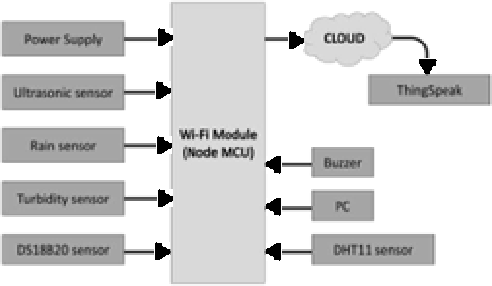 Power Supply
Ultrasonic sensor
Rain sensor
Turbidity sensor
DS18B20 sensor
Wi-Fi Module
(Node MCU)
CLOUD
ThingSpeak
Buzzer
PC
DHT11 sensor